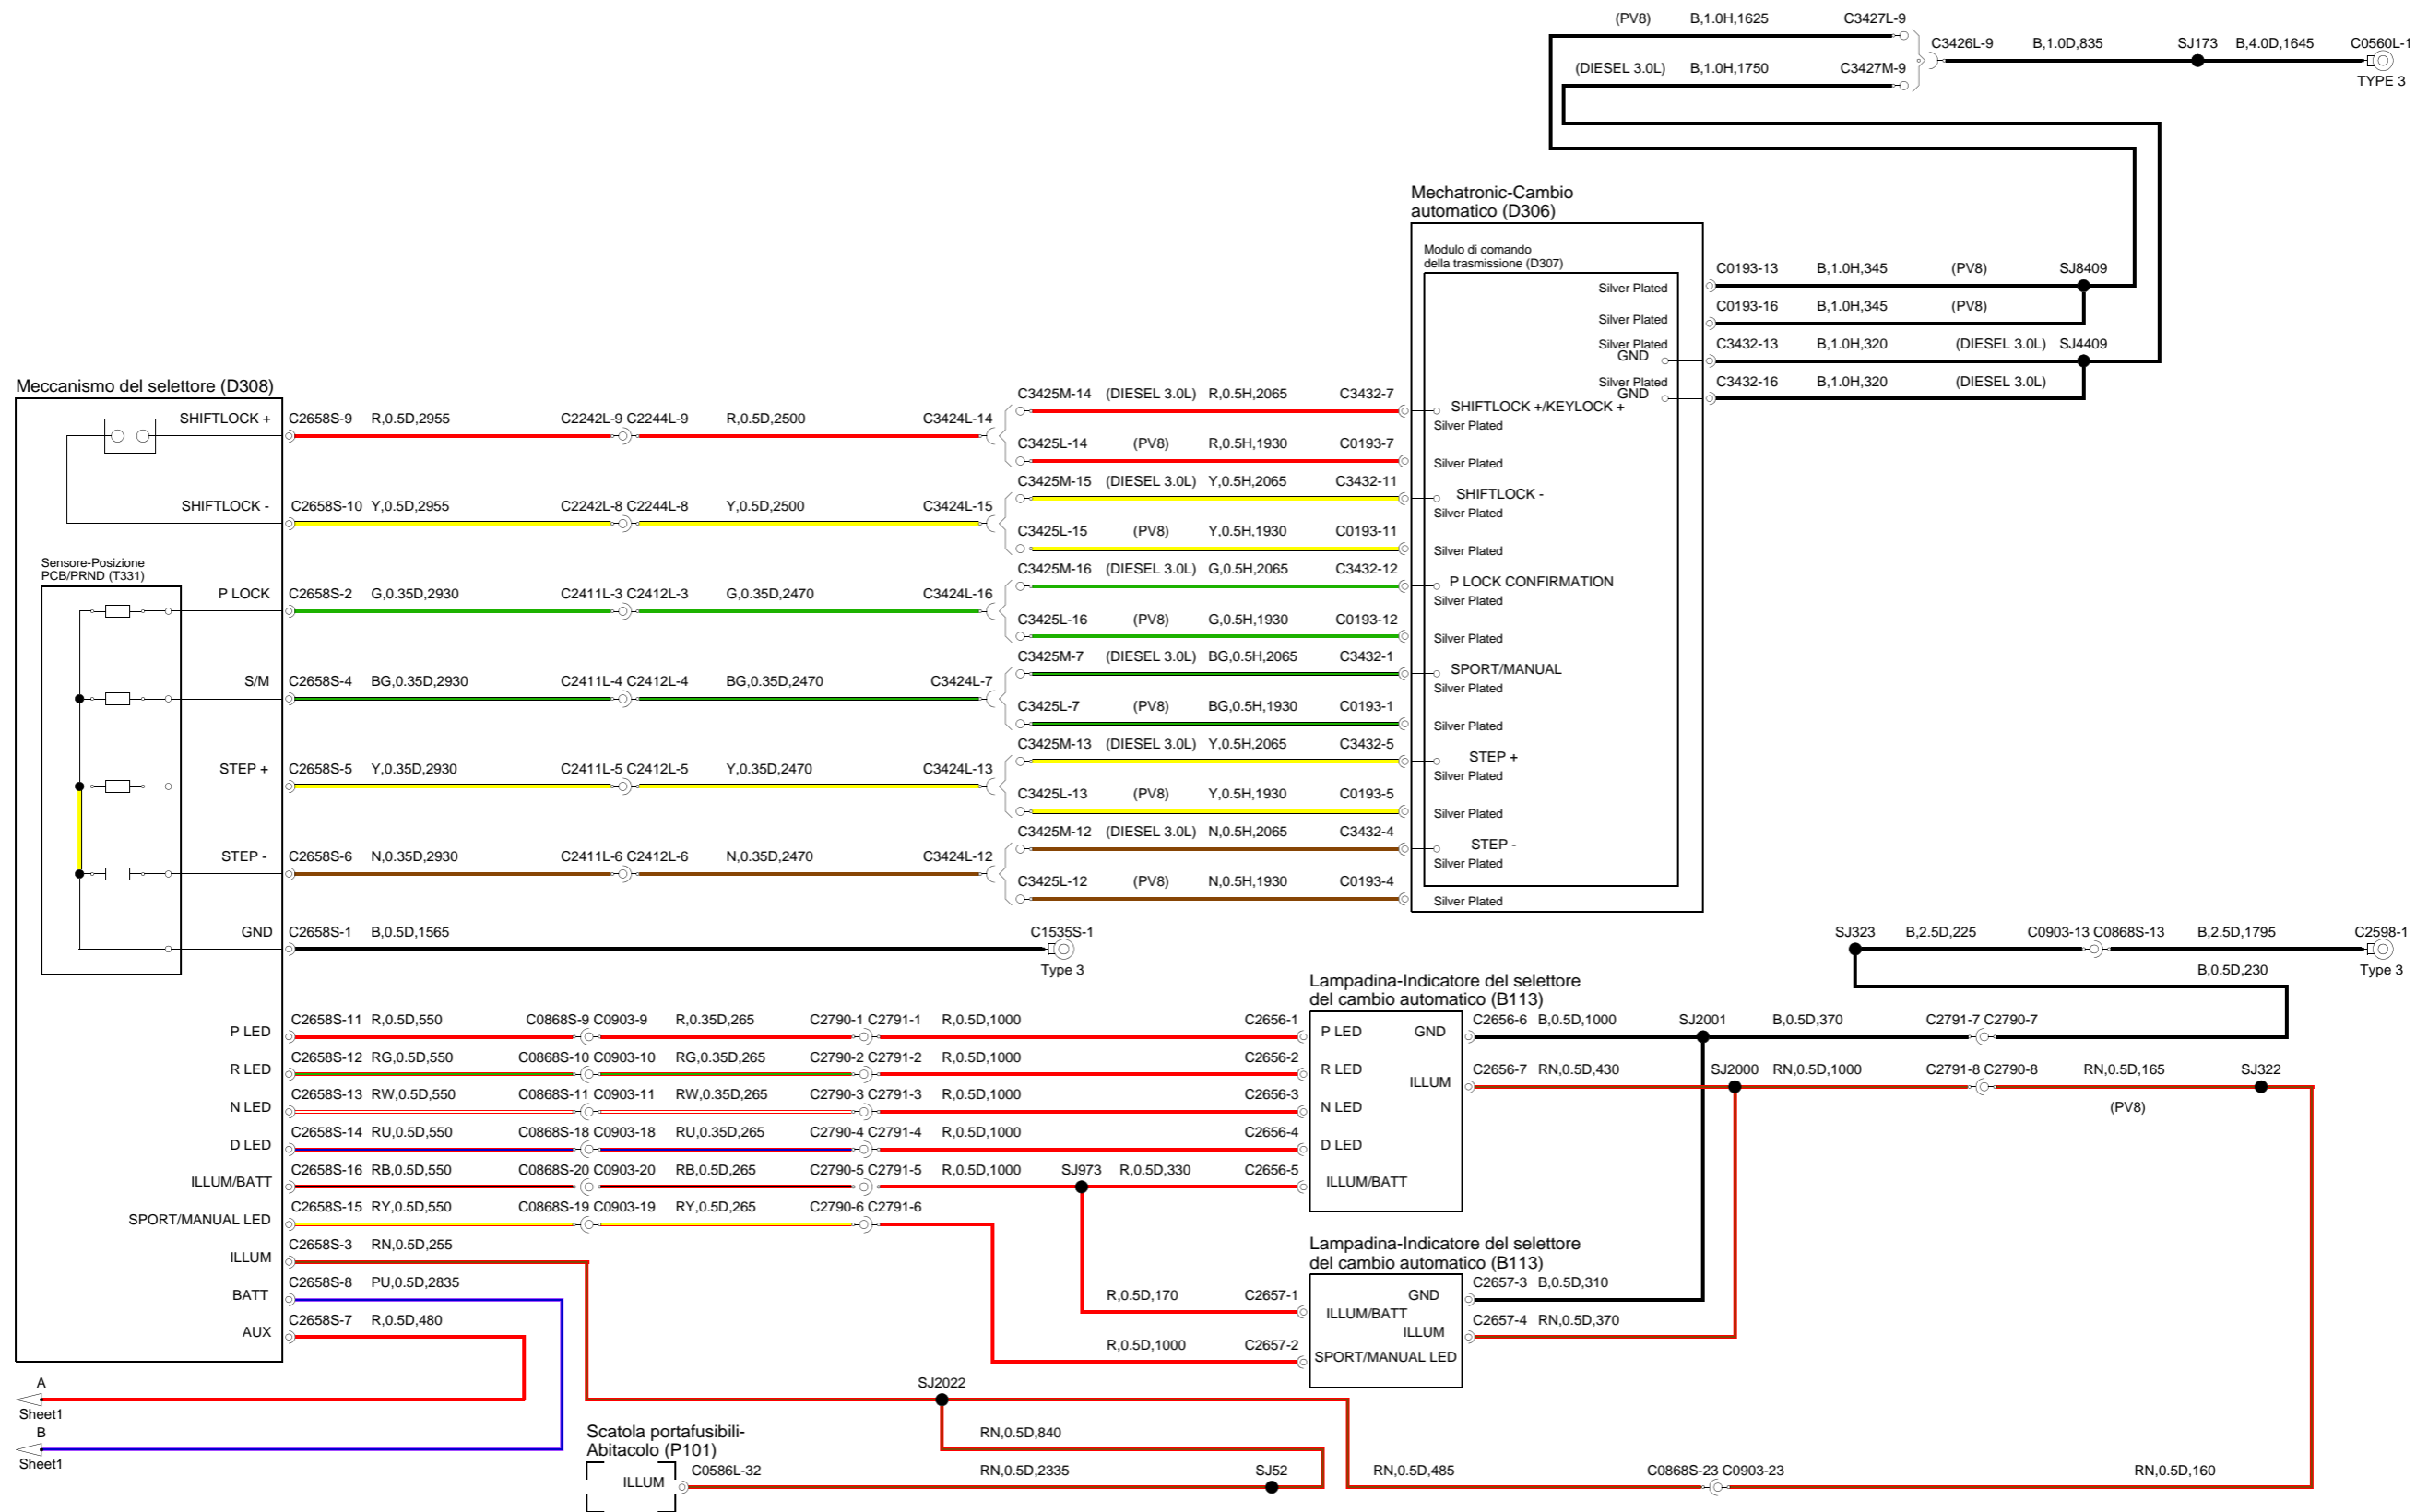 (PV8) B,1.0H,1625 C3427L-9
C3426L-9 B,1.0D,835 SJ173 B,4.0D,1645 C0560L-1
(DIESEL 3.0L) B,1.0H,1750 C3427M-9
TYPE 3
Mechatronic-Cambio
automatico (D306)
Modulo di comando
della trasmissione (D307)
Silver Plated C0193-13 B,1.0H,345 (PV8) SJ8409
Silver Plated C0193-16 B,1.0H,345 (PV8)
Silver Plated
GND C3432-13 B,1.0H,320 (DIESEL 3.0L) SJ4409
Silver Plated
GND C3432-16 B,1.0H,320 (DIESEL 3.0L)
Meccanismo del selettore (D308)
SHIFTLOCK + C2658S-9 R,0.5D,2955 C2242L-9 C2244L-9 R,0.5D,2500 C3424L-14
C3425M-14 (DIESEL 3.0L) R,0.5H,2065 C3432-7 SHIFTLOCK +/KEYLOCK +
Silver Plated
C3425L-14 (PV8) R,0.5H,1930 C0193-7
Silver Plated
SHIFTLOCK - C2658S-10 Y,0.5D,2955 C2242L-8 C2244L-8 Y,0.5D,2500 C3424L-15
C3425M-15 (DIESEL 3.0L) Y,0.5H,2065 C3432-11 SHIFTLOCK -
Silver Plated
C3425L-15 (PV8) Y,0.5H,1930 C0193-11
Silver Plated
Sensore-Posizione
PCB/PRND (T331)
P LOCK C2658S-2 G,0.35D,2930 C2411L-3 C2412L-3 G,0.35D,2470 C3424L-16
C3425M-16 (DIESEL 3.0L) G,0.5H,2065 C3432-12 P LOCK CONFIRMATION
Silver Plated
C3425L-16 (PV8) G,0.5H,1930 C0193-12
Silver Plated
S/M C2658S-4 BG,0.35D,2930 C2411L-4 C2412L-4 BG,0.35D,2470 C3424L-7
C3425M-7 (DIESEL 3.0L) BG,0.5H,2065 C3432-1 SPORT/MANUAL
Silver Plated
C3425L-7 (PV8) BG,0.5H,1930 C0193-1
Silver Plated
STEP + C2658S-5 Y,0.35D,2930 C2411L-5 C2412L-5 Y,0.35D,2470 C3424L-13
C3425M-13 (DIESEL 3.0L) Y,0.5H,2065 C3432-5 STEP +
Silver Plated
C3425L-13 (PV8) Y,0.5H,1930 C0193-5
Silver Plated
STEP - C2658S-6 N,0.35D,2930 C2411L-6 C2412L-6 N,0.35D,2470 C3424L-12
C3425M-12 (DIESEL 3.0L) N,0.5H,2065 C3432-4 STEP -
Silver Plated
C3425L-12 (PV8) N,0.5H,1930 C0193-4
Silver Plated
GND C2658S-1 B,0.5D,1565 C1535S-1
Type 3
SJ323 B,2.5D,225 C0903-13 C0868S-13 B,2.5D,1795 C2598-1
Type 3
B,0.5D,230
Lampadina-Indicatore del selettore
del cambio automatico (B113)
P LED C2658S-11 R,0.5D,550 C0868S-9 C0903-9 R,0.35D,265 C2790-1 C2791-1 R,0.5D,1000 C2656-1 P LED
GND C2656-6 B,0.5D,1000 SJ2001 B,0.5D,370 C2791-7 C2790-7
R LED C2658S-12 RG,0.5D,550 C0868S-10 C0903-10 RG,0.35D,265 C2790-2 C2791-2 R,0.5D,1000 C2656-2 R LED
ILLUM C2656-7 RN,0.5D,430 SJ2000 RN,0.5D,1000 C2791-8 C2790-8 RN,0.5D,165 SJ322
(PV8)
N LED C2658S-13 RW,0.5D,550 C0868S-11 C0903-11 RW,0.35D,265 C2790-3 C2791-3 R,0.5D,1000 C2656-3 N LED
D LED C2658S-14 RU,0.5D,550 C0868S-18 C0903-18 RU,0.35D,265 C2790-4 C2791-4 R,0.5D,1000 C2656-4 D LED
ILLUM/BATT C2658S-16 RB,0.5D,550 C0868S-20 C0903-20 RB,0.5D,265 C2790-5 C2791-5 R,0.5D,1000 SJ973 R,0.5D,330 C2656-5 ILLUM/BATT
SPORT/MANUAL LED C2658S-15 RY,0.5D,550 C0868S-19 C0903-19 RY,0.5D,265 C2790-6 C2791-6
ILLUM C2658S-3 RN,0.5D,255
Lampadina-Indicatore del selettore
del cambio automatico (B113)
BATT C2658S-8 PU,0.5D,2835
R,0.5D,170 C2657-1 ILLUM/BATT
GND C2657-3 B,0.5D,310
AUX C2658S-7 R,0.5D,480
ILLUM C2657-4 RN,0.5D,370
R,0.5D,1000 C2657-2 SPORT/MANUAL LED
A
Sheet1
B
Sheet1
SJ2022
Scatola portafusibili-
Abitacolo (P101)
RN,0.5D,840
ILLUM C0586L-32 RN,0.5D,2335 SJ52
RN,0.5D,485 C0868S-23 C0903-23 RN,0.5D,160